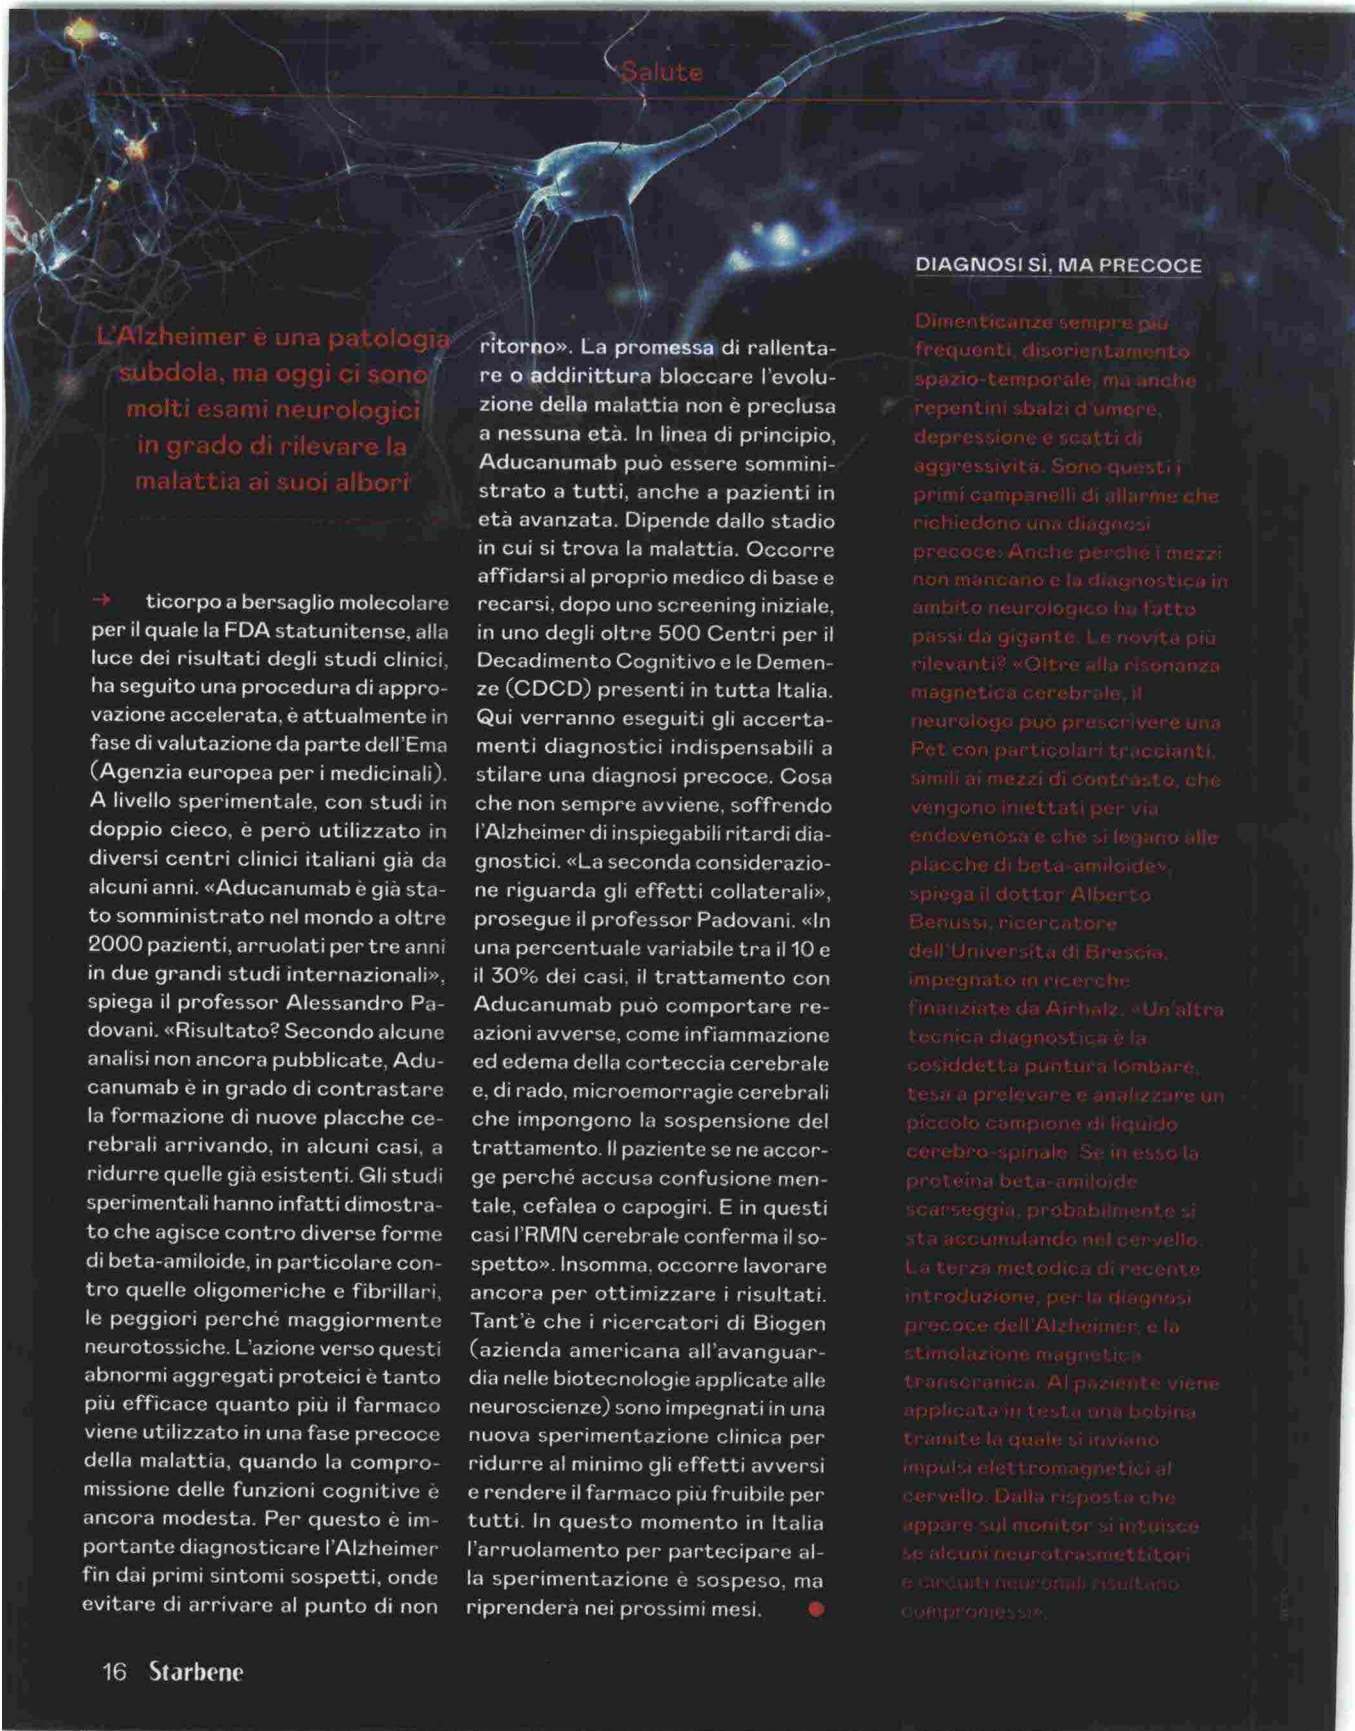 Salute
L'Alzheimer è una patologia
subdola, ma oggi ci sono
molti esami neurologici
in grado di rilevare la
malattia ai suoi albori
→ ticorpo a bersaglio molecolare
per il quale la FDA statunitense, alla
luce dei risultati degli studi clinici,
ha seguito una procedura di appro-
vazione accelerata, è attualmente in
fase di valutazione da parte dell'Ema
(Agenzia europea per i medicinali).
A livello sperimentale, con studi in
doppio cieco, è però utilizzato in
diversi centri clinici italiani già da
alcuni anni. «Aducanumab è già sta-
to somministrato nel mondo a oltre
2000 pazienti, arruolati per tre anni
in due grandi studi internazionali»,
spiega il professor Alessandro Pa-
dovani. «Risultato? Secondo alcune
analisi non ancora pubblicate, Adu-
canumab è in grado di contrastare
la formazione di nuove placche ce-
rebrali arrivando, in alcuni casi, a
ridurre quelle già esistenti. Gli studi
sperimentali hanno infatti dimostra-
to che agisce contro diverse forme
di beta-amiloide, in particolare con-
tro quelle oligomeriche e fibrillari,
le peggiori perché maggiormente
neurotossiche. L'azione verso questi
abnormi aggregati proteici è tanto
più efficace quanto più il farmaco
viene utilizzato in una fase precoce
della malattia, quando la compro-
missione delle funzioni cognitive è
ancora modesta. Per questo è im-
portante diagnosticare l'Alzheimer
fin dai primi sintomi sospetti, onde
evitare di arrivare al punto di non
ritorno». La promessa di rallenta-
re o addirittura bloccare l'evolu-
zione della malattia non è preclusa
a nessuna età. In linea di principio,
Aducanumab può essere sommini-
strato a tutti, anche a pazienti in
età avanzata. Dipende dallo stadio
in cui si trova la malattia. Occorre
affidarsi al proprio medico di base e
recarsi, dopo uno screening iniziale,
in uno degli oltre 500 Centri per il
Decadimento Cognitivo e le Demen-
ze (CDCD) presenti in tutta Italia.
Qui verranno eseguiti gli accerta-
menti diagnostici indispensabili a
stilare una diagnosi precoce. Cosa
che non sempre avviene, soffrendo
l'Alzheimer di inspiegabili ritardi dia-
gnostici. «La seconda considerazio-
ne riguarda gli effetti collaterali»,
prosegue il professor Padovani. «In
una percentuale variabile tra il 10 e
il 30% dei casi, il trattamento con
Aducanumab può comportare re-
azioni avverse, come infiammazione
ed edema della corteccia cerebrale
e, di rado, microemorragie cerebrali
che impongono la sospensione del
trattamento. Il paziente se ne accor-
ge perché accusa confusione men-
tale, cefalea o capogiri. E in questi
casi l'RMN cerebrale conferma il so-
spetto». Insomma, occorre lavorare
ancora per ottimizzare i risultati.
Tant'è che i ricercatori di Biogen
(azienda americana all'avanguar-
dia nelle biotecnologie applicate alle
neuroscienze) sono impegnati in una
nuova sperimentazione clinica per
ridurre al minimo gli effetti avversi
e rendere il farmaco più fruibile per
tutti. In questo momento in Italia
l'arruolamento per partecipare al-
la sperimentazione è sospeso, ma
riprenderà nei prossimi mesi.
DIAGNOSI SÌ, MA PRECOCE
Dimenticanze sempre più
frequenti, disorientamento
spazio-temporale, ma anche
repentini sbalzi d'umore,
depressione e scatti di
aggressività. Sono questi i
primi campanelli di allarme che
richiedono una diagnosi
precoce. Anche perché i mezzi
non mancano e la diagnostica in
ambito neurologico ha fatto
passi da gigante. Le novità più
rilevanti? «Oltre alla risonanza
magnetica cerebrale, il
neurologo può prescrivere una
Pet con particolari traccianti,
simili ai mezzi di contrasto, che
vengono iniettati per via
endovenosa e che si legano alle
placche di beta-amiloide»,
spiega il dottor Alberto
Benussi, ricercatore
dell'Università di Brescia,
impegnato in ricerche
finanziate da Airhalz. «Un'altra
tecnica diagnostica è la
cosiddetta puntura lombare,
tesa a prelevare e analizzare un
piccolo campione di liquido
cerebro-spinale. Se in esso la
proteina beta-amiloide
scarseggia, probabilmente si
sta accumulando nel cervello.
La terza metodica di recente
introduzione, per la diagnosi
precoce dell'Alzheimer, è la
stimolazione magnetica
transcranica. Al paziente viene
applicata in testa una bobina
tramite la quale si inviano
impulsi elettromagnetici al
cervello. Dalla risposta che
appare sul monitor si intuisce
se alcuni neurotrasmettitori
e circuiti neuronali risultano
compromessi».
16 Starbene